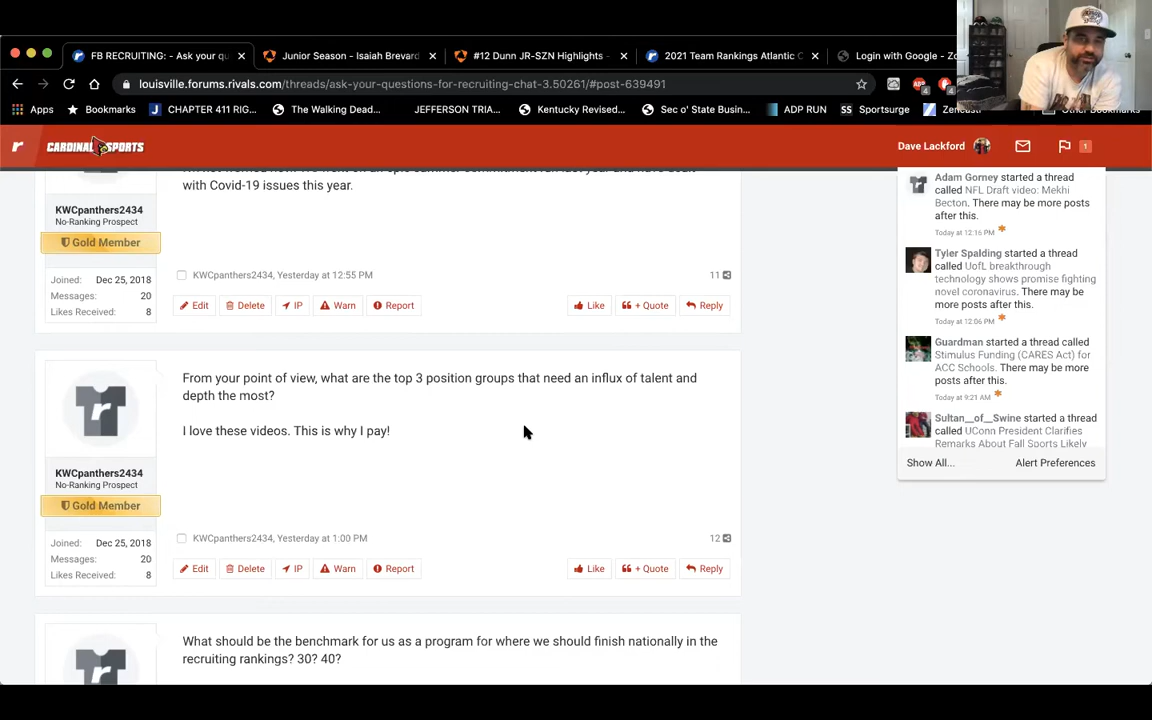 FB RECRUITING: - Ask your qu
Junior Season - Isaiah Brevard
#12 Dunn JR-SZN Highlights -
2021 Team Rankings Atlantic C
Login with Google - Zo
louisville.forums.rivals.com/threads/ask-your-questions-for-recruiting-chat-3.50261/#post-639491
Apps
Bookmarks
CHAPTER 411 RIG...
The Walking Dead...
JEFFERSON TRIA...
Kentucky Revised...
Sec o' State Busin...
ADP RUN
Sportsurge
Zencast
Other Bookmarks
CARDINAL SPORTS
Dave Lackford
1
with Covid-19 issues this year.
KWCpanthers2434
No-Ranking Prospect
Gold Member
Joined: Dec 25, 2018
Messages: 20
Likes Received: 8
KWCpanthers2434, Yesterday at 12:55 PM
11
Edit Delete IP Warn Report
Like + Quote Reply
From your point of view, what are the top 3 position groups that need an influx of talent and
depth the most?
I love these videos. This is why I pay!
KWCpanthers2434
No-Ranking Prospect
Gold Member
Joined: Dec 25, 2018
Messages: 20
Likes Received: 8
KWCpanthers2434, Yesterday at 1:00 PM
12
Edit Delete IP Warn Report
Like + Quote Reply
What should be the benchmark for us as a program for where we should finish nationally in the
recruiting rankings? 30? 40?
Adam Gorney started a thread
called NFL Draft video: Mekhi
Becton. There may be more posts
after this.
Today at 12:16 PM
Tyler Spalding started a thread
called UofL breakthrough
technology shows promise fighting
novel coronavirus. There may be
more posts after this.
Today at 12:06 PM
Guardman started a thread called
Stimulus Funding (CARES Act) for
ACC Schools. There may be more
posts after this.
Today at 9:21 AM
Sultan__of__Swine started a thread
called UConn President Clarifies
Remarks About Fall Sports Likely
Show All...
Alert Preferences